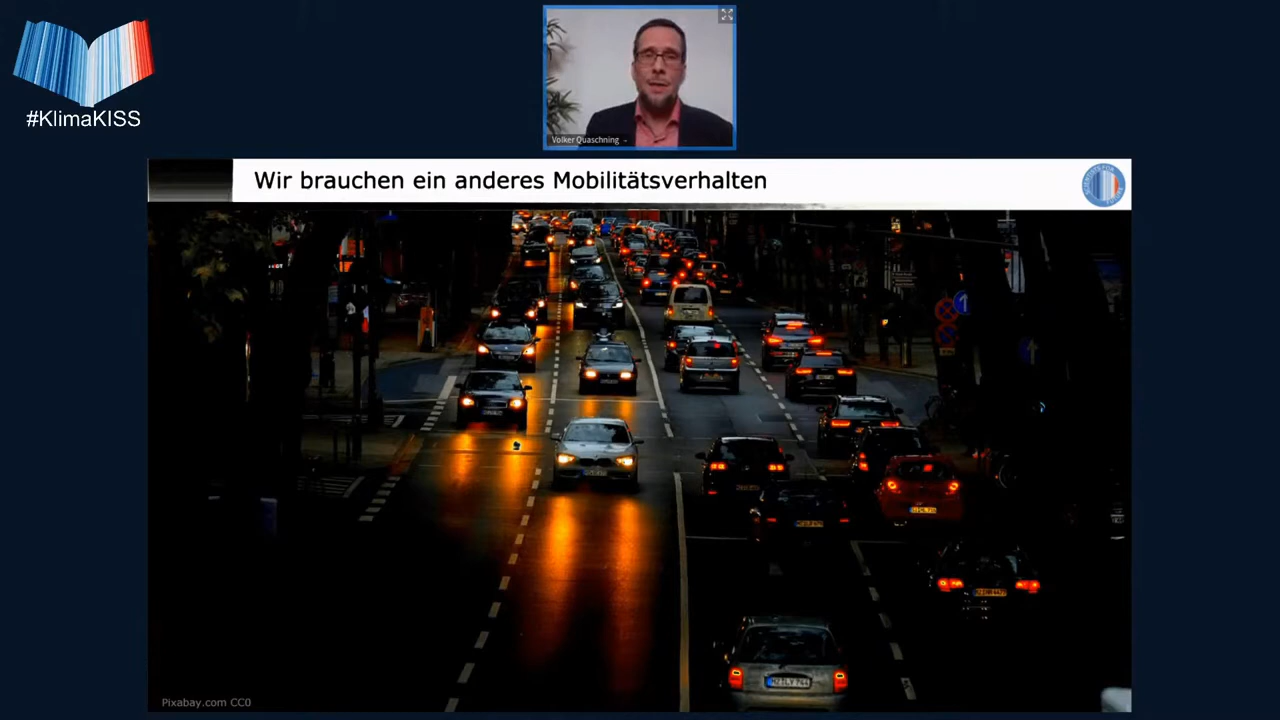 #KlimaKISS
Volker Quaschning
Wir brauchen ein anderes Mobilitätsverhalten
Pixabay.com CC0